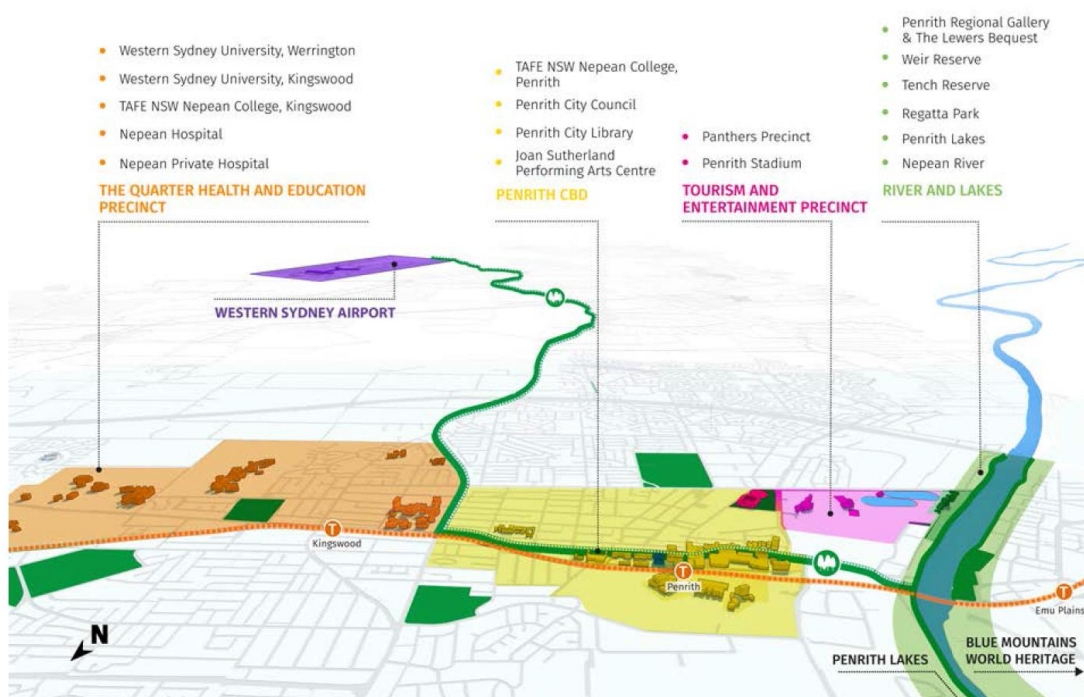 Western Sydney University, Werrington
Western Sydney University, Kingswood
TAFE NSW Nepean College, Kingswood
Nepean Hospital
Nepean Private Hospital
THE QUARTER HEALTH AND EDUCATION
PRECINCT
TAFE NSW Nepean College,
Penrith
Penrith City Council
Penrith City Library
Joan Sutherland
Performing Arts Centre
PENRITH CBD
Panthers Precinct
Penrith Stadium
TOURISM AND
ENTERTAINMENT PRECINCT
Penrith Regional Gallery
& The Lewers Bequest
Weir Reserve
Tench Reserve
Regatta Park
Penrith Lakes
Nepean River
RIVER AND LAKES
WESTERN SYDNEY AIRPORT
T
Kingswood
T
Penrith
T
Emu Plains
N
PENRITH LAKES
BLUE MOUNTAINS
WORLD HERITAGE